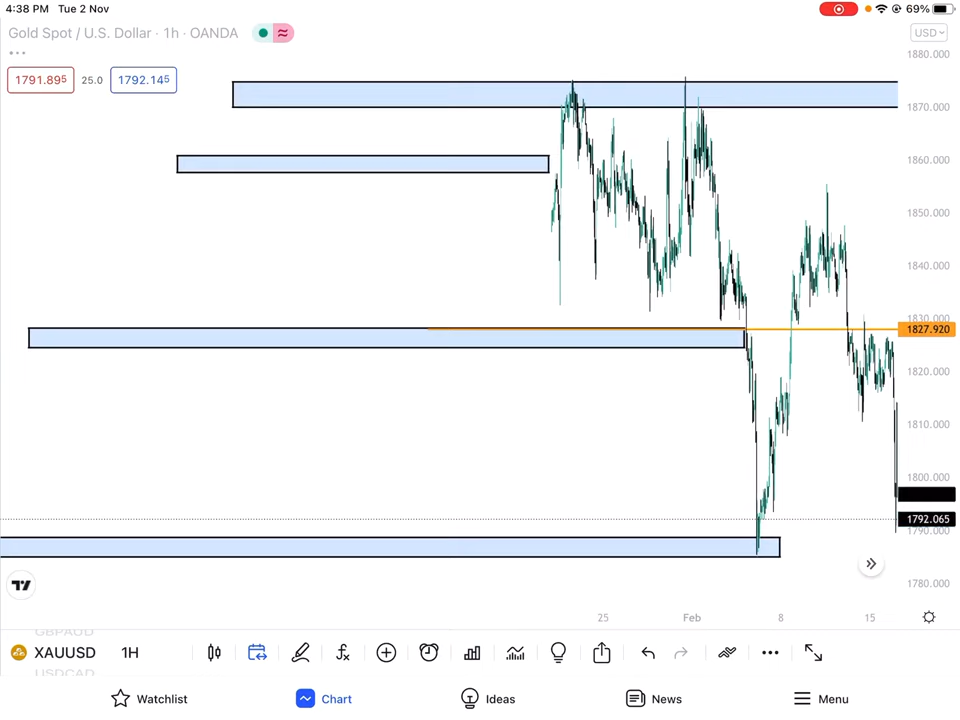 4:38 PM Tue 2 Nov
69%
Gold Spot / U.S. Dollar · 1h · OANDA
USD
1791.895 25.0 1792.145
1880.000
1870.000
1860.000
1850.000
1840.000
1830.000
1827.920
1820.000
1810.000
1800.000
1792.065
1790.000
1780.000
25 Feb 8 15
GBPAUD
XAUUSD 1H
USDCAD
Watchlist Chart Ideas News Menu